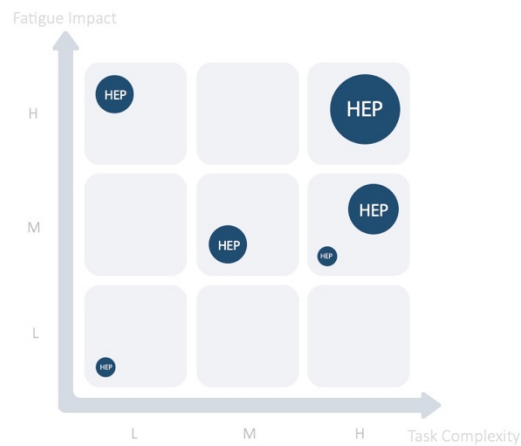 Fatigue Impact
H
HEP
HEP
M
HEP
HEP
HEP
L
HEP
L
M
H
Task Complexity